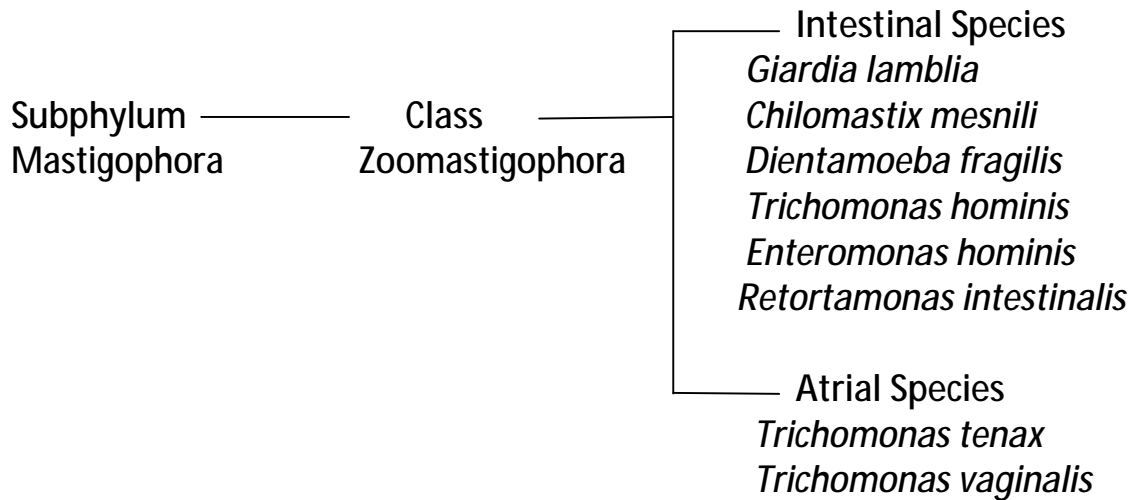 Subphylum
Mastigophora
Class
Zoomastigophora
Intestinal Species
Giardia lamblia
Chilomastix mesnili
Dientamoeba fragilis
Trichomonas hominis
Enteromonas hominis
Retortamonas intestinalis
Atrial Species
Trichomonas tenax
Trichomonas vaginalis